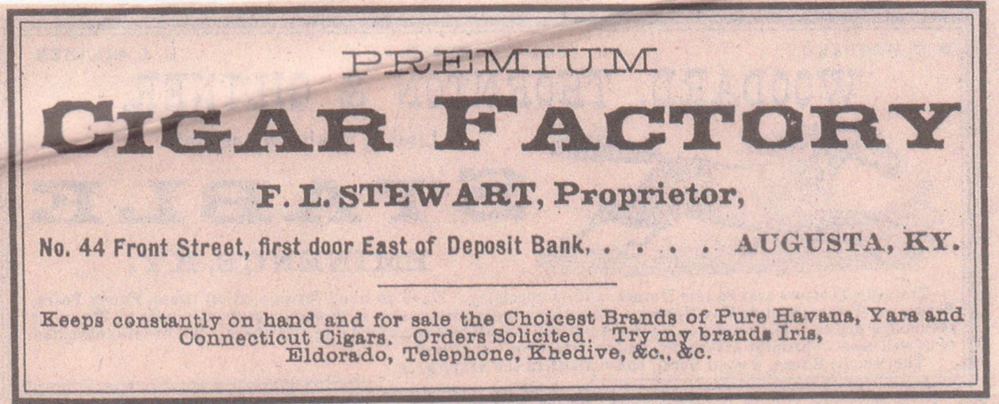 PREMIUM
CIGAR FACTORY
F. L. STEWART, Proprietor,
No. 44 Front Street, first door East of Deposit Bank, . . . . AUGUSTA, KY.
Keeps constantly on hand and for sale the Choicest Brands of Pure Havana, Yara and
Connecticut Cigars. Orders Solicited. Try my brands Iris,
Eldorado, Telephone, Khedive, &c., &c.